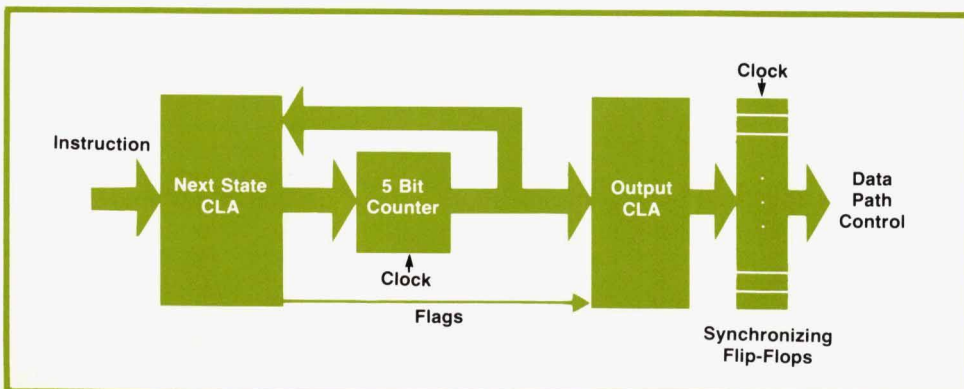 Clock
Instruction
Next State
CLA
5 Bit
Counter
Output
CLA
Data
Path
Control
Clock
Flags
Synchronizing
Flip-Flops